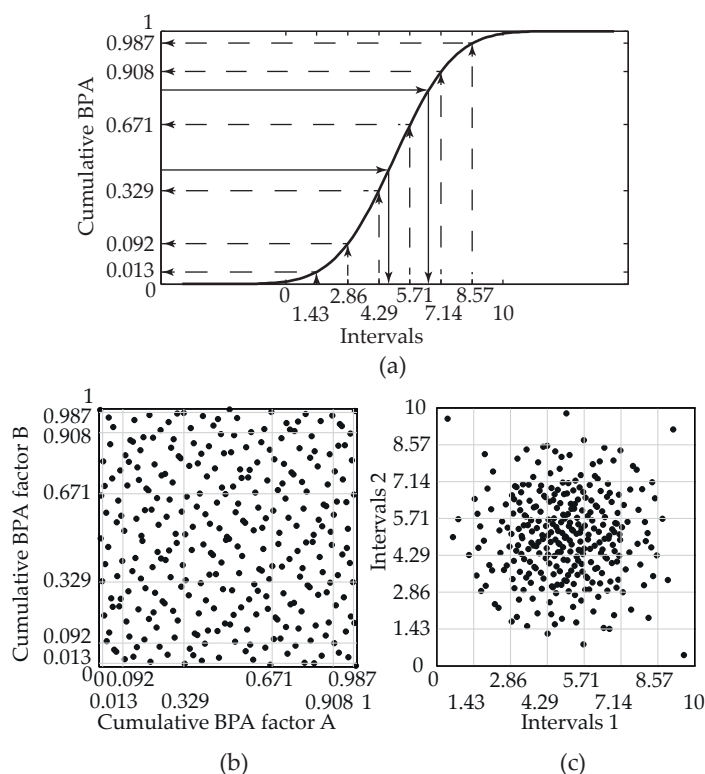 1
0.987
0.908
0.671
0.329
0.092
0.013
0
Cumulative BPA
0 2.86 5.71 8.57
1.43 4.29 7.14 10
Intervals
(a)
1
0.987
0.908
0.671
0.329
0.092
0.013
0
Cumulative BPA factor B
000.092 0.671 0.987
0.013 0.329 0.908 1
Cumulative BPA factor A
(b)
10
8.57
7.14
5.71
4.29
2.86
1.43
0
Intervals 2
0 2.86 5.71 8.57
1.43 4.29 7.14 10
Intervals 1
(c)